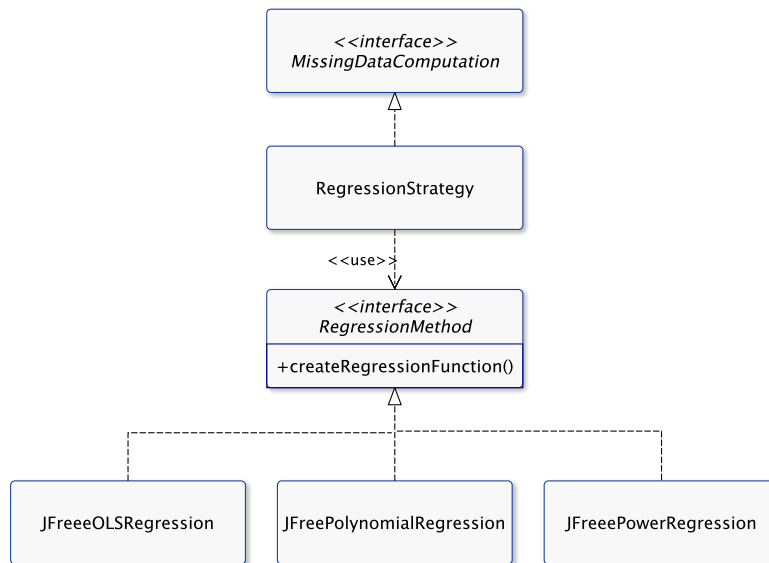 <<interface>>
MissingDataComputation
RegressionStrategy
<<use>>
<<interface>>
RegressionMethod
+createRegressionFunction()
JFreeeOLSRegression
JFreePolynomialRegression
JFreeePowerRegression